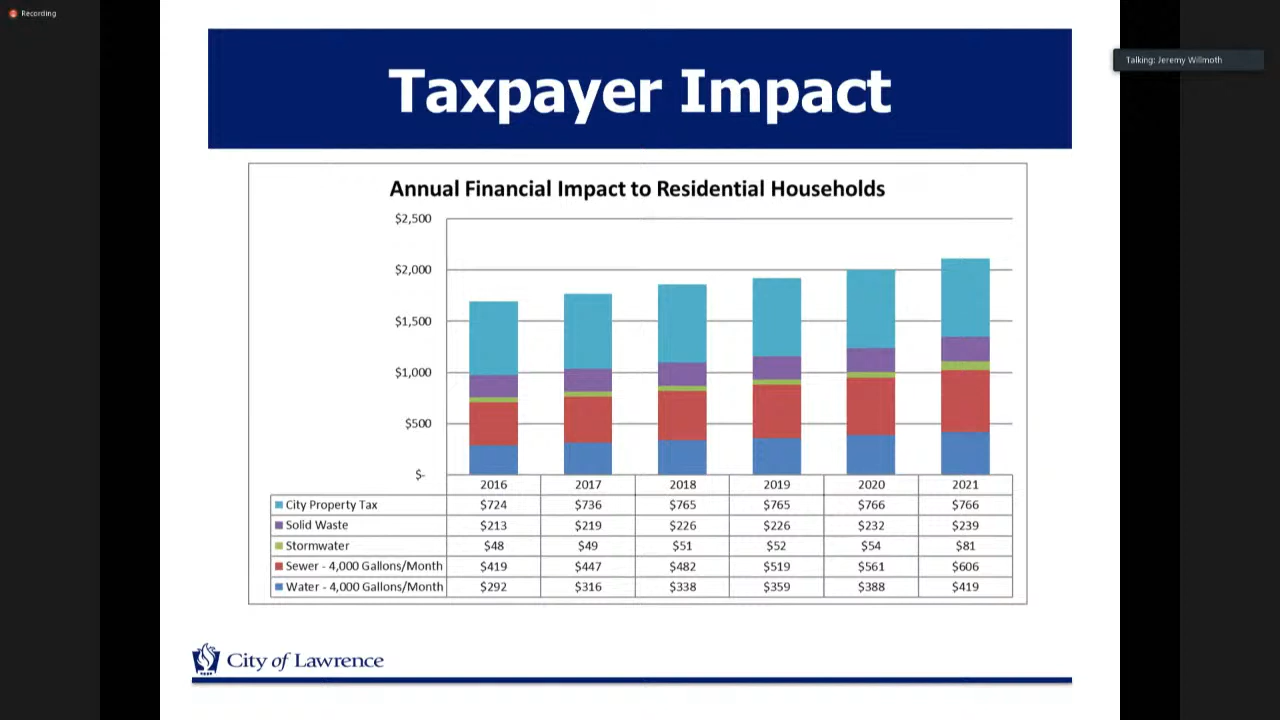 Recording
Talking: Jeremy Willmoth
Taxpayer Impact
Annual Financial Impact to Residential Households
$2,500
$2,000
$1,500
$1,000
$500
$-
2016 2017 2018 2019 2020 2021
City Property Tax $724 $736 $765 $765 $766 $766
Solid Waste $213 $219 $226 $226 $232 $239
Stormwater $48 $49 $51 $52 $54 $81
Sewer - 4,000 Gallons/Month $419 $447 $482 $519 $561 $606
Water - 4,000 Gallons/Month $292 $316 $338 $359 $388 $419
City of Lawrence